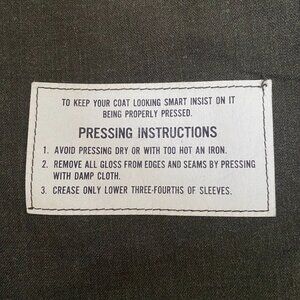 TO KEEP YOUR COAT LOOKING SMART INSIST ON IT
BEING PROPERLY PRESSED.
PRESSING INSTRUCTIONS
1. AVOID PRESSING DRY OR WITH TOO HOT AN IRON.
2. REMOVE ALL GLOSS FROM EDGES AND SEAMS BY PRESSING
WITH DAMP CLOTH.
3. CREASE ONLY LOWER THREE-FOURTHS OF SLEEVES.